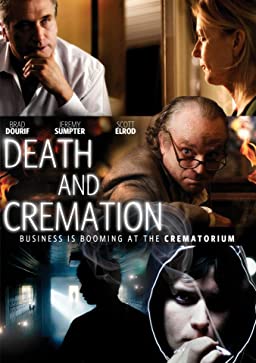 BRAD DOURIF
JEREMY SUMPTER
SCOTT ELROD
DEATH
AND
CREMATION
BUSINESS IS BOOMING AT THE CREMATORIUM